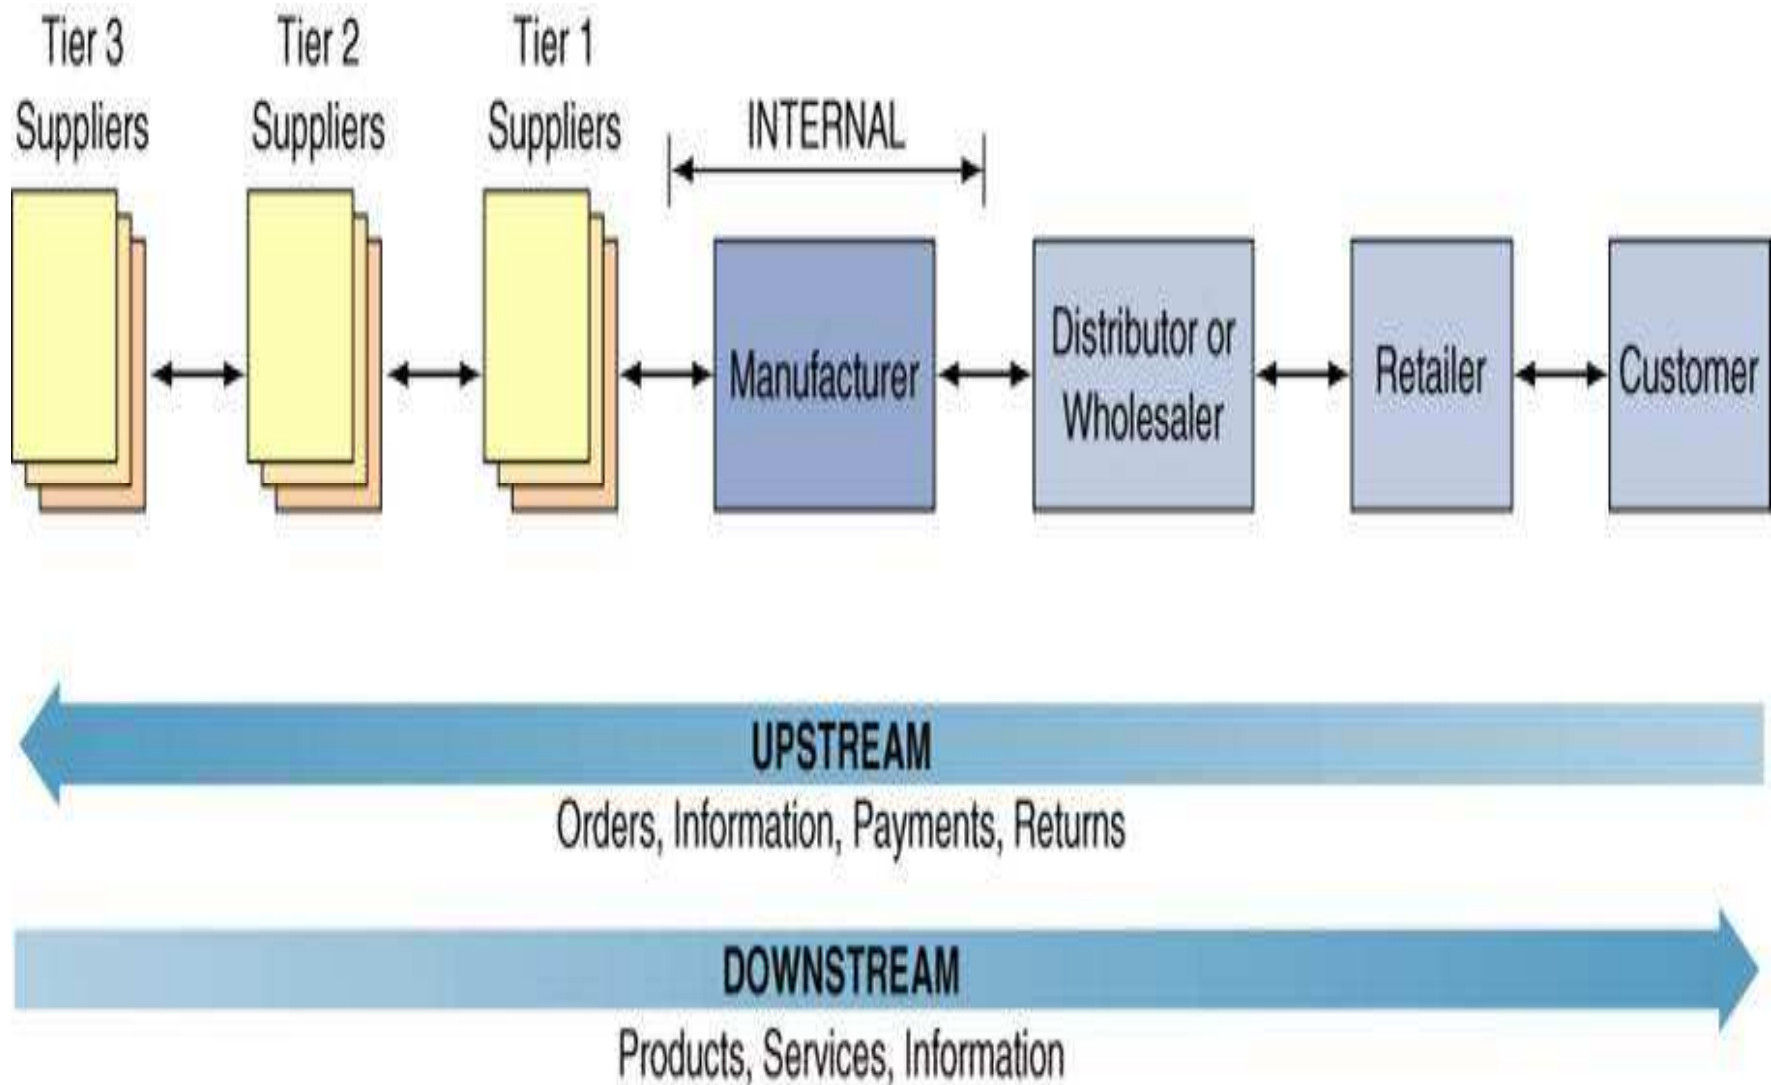 Tier 3
Suppliers
Tier 2
Suppliers
Tier 1
Suppliers
INTERNAL
Manufacturer
Distributor or
Wholesaler
Retailer
Customer
UPSTREAM
Orders, Information, Payments, Returns
DOWNSTREAM
Products, Services, Information